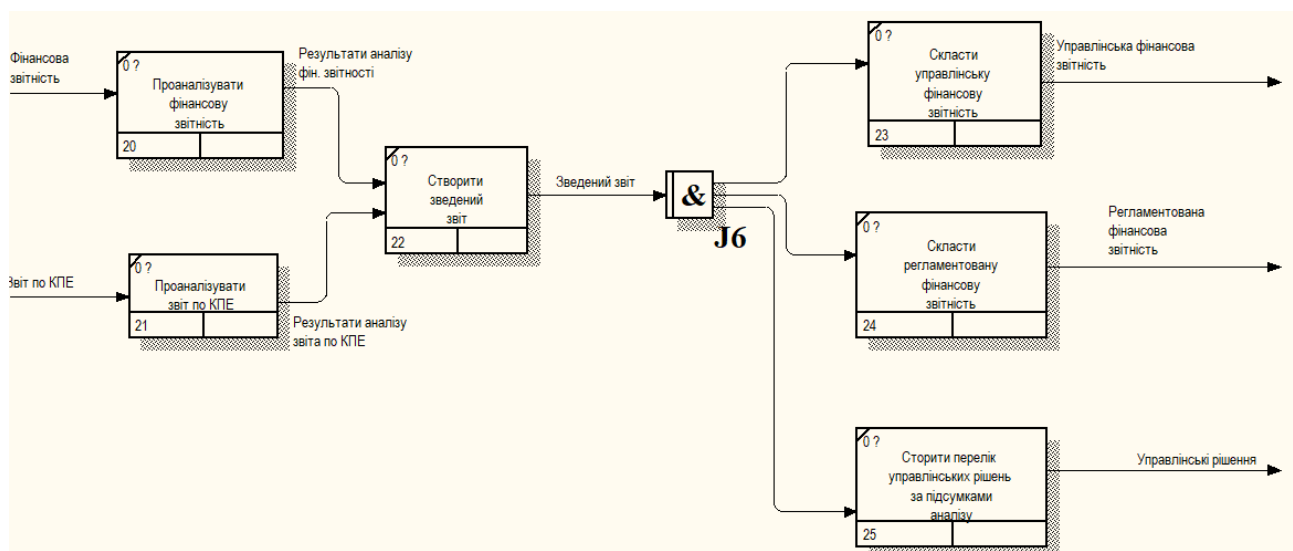 Фінансова
звітність
0 ?
Проаналізувати
фінансову
звітність
20
Результати аналізу
фін. звітності
Звіт по КПЕ
0 ?
Проаналізувати
звіт по КПЕ
21
Результати аналізу
звіта по КПЕ
0 ?
Створити
зведений
звіт
22
Зведений звіт
&
J6
0 ?
Скласти
управлінську
фінансову
звітність
23
Управлінська фінансова
звітність
0 ?
Скласти
регламентовану
фінансову
звітність
24
Регламентована
фінансова
звітність
0 ?
Сторити перелік
управлінських рішень
за підсумками
аналізу
25
Управлінські рішення